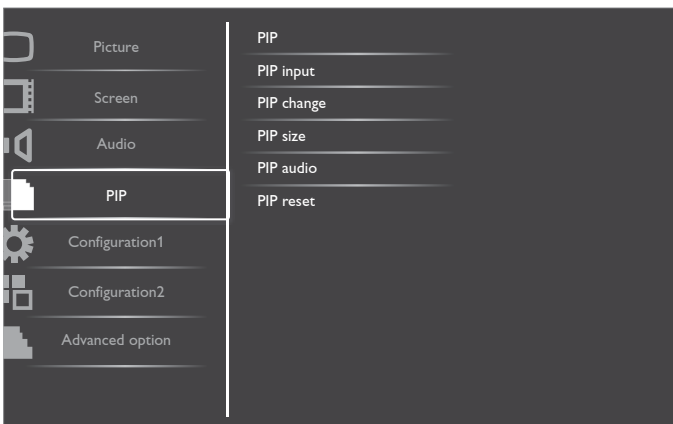 Picture
Screen
Audio
PIP
Configuration1
Configuration2
Advanced option
PIP
PIP input
PIP change
PIP size
PIP audio
PIP reset